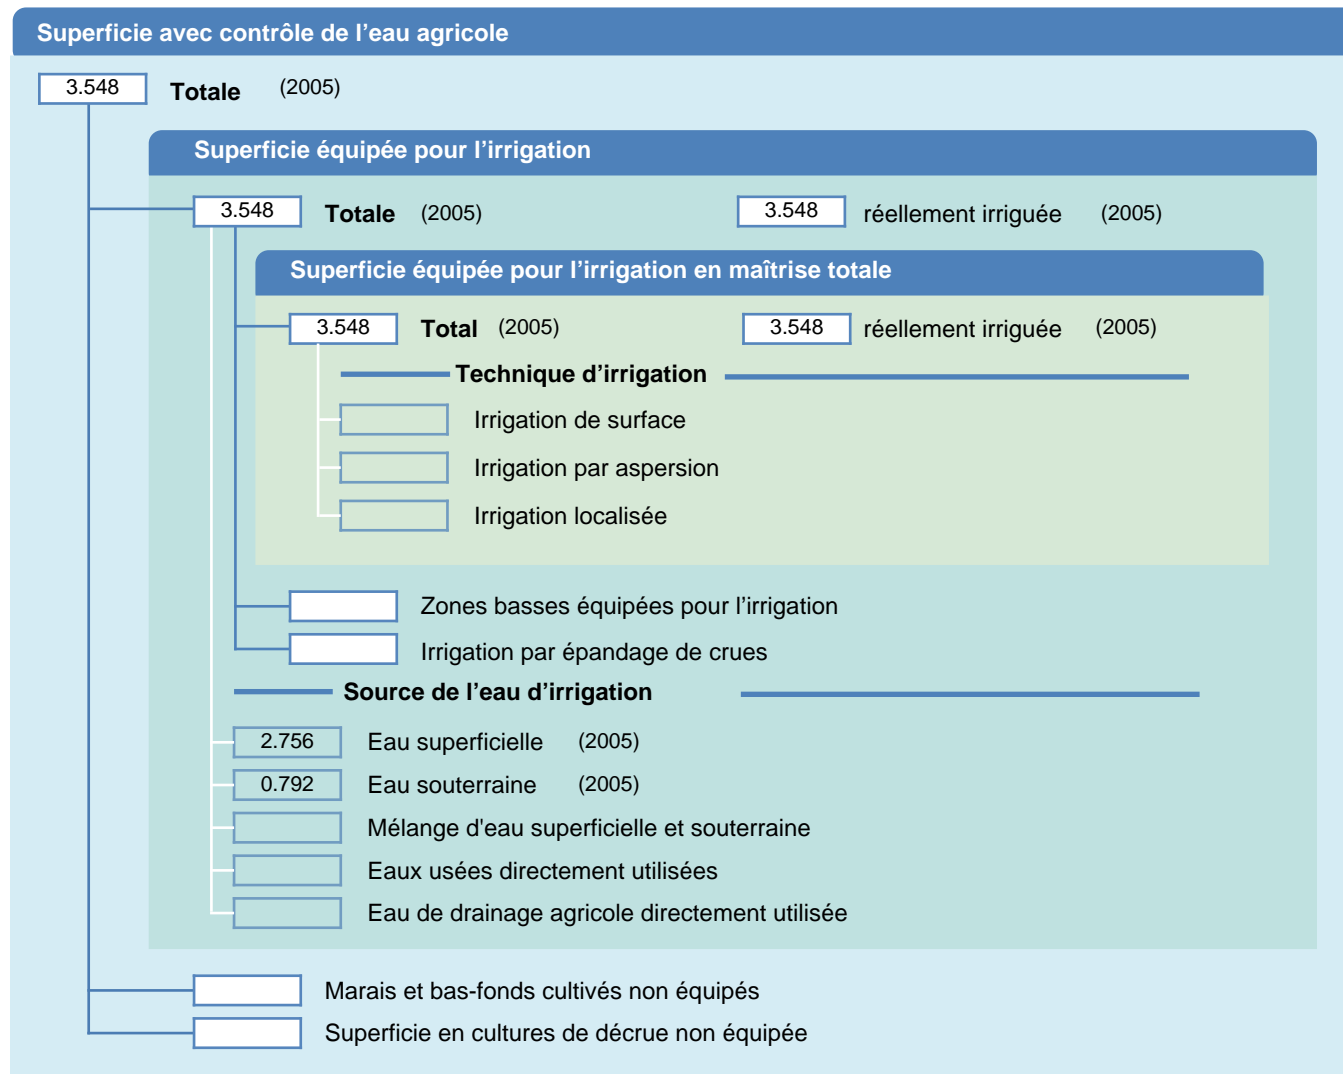 Superficie avec contrôle de l’eau agricole
3.548 Totale (2005)
Superficie équipée pour l’irrigation
3.548 Totale (2005) 3.548 réellement irriguée (2005)
Superficie équipée pour l’irrigation en maîtrise totale
3.548 Total (2005) 3.548 réellement irriguée (2005)
Technique d’irrigation
Irrigation de surface
Irrigation par aspersion
Irrigation localisée
Zones basses équipées pour l’irrigation
Irrigation par épandage de crues
Source de l’eau d’irrigation
2.756 Eau superficielle (2005)
0.792 Eau souterraine (2005)
Mélange d'eau superficielle et souterraine
Eaux usées directement utilisées
Eau de drainage agricole directement utilisée
Marais et bas-fonds cultivés non équipés
Superficie en cultures de décrue non équipée